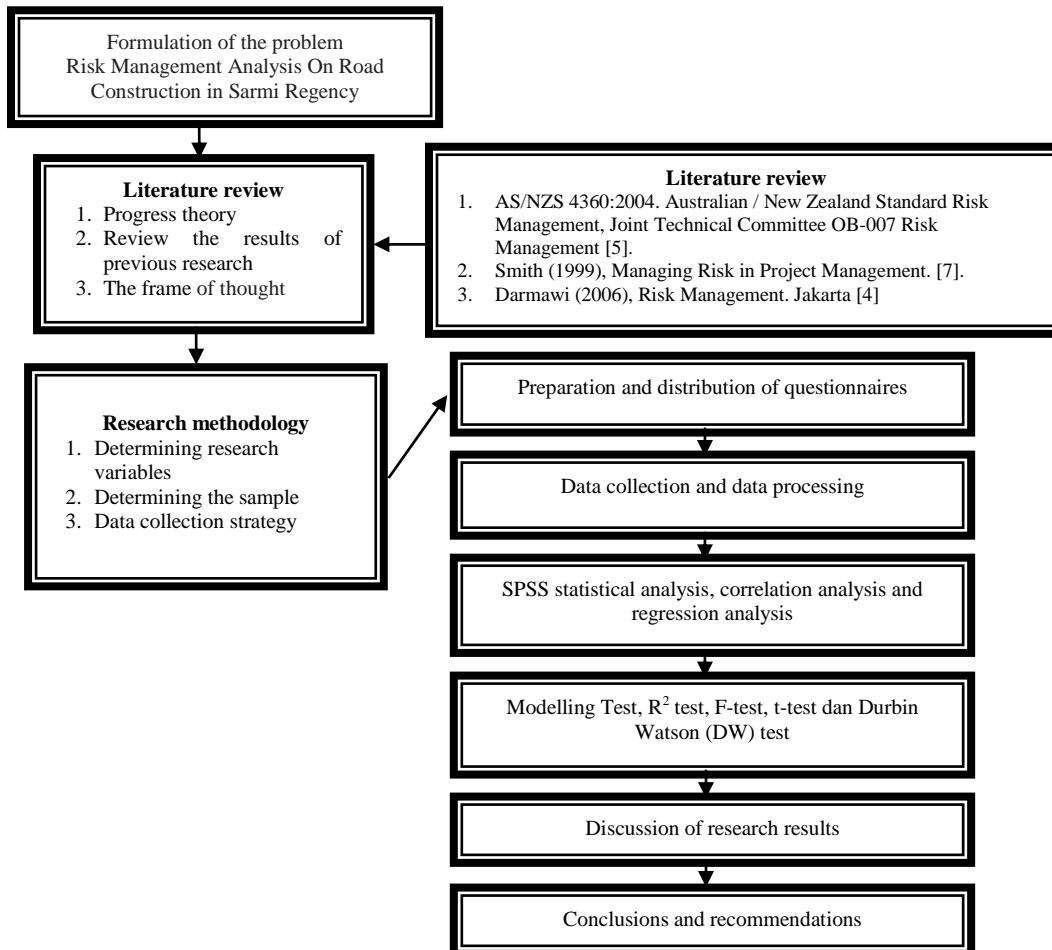 Formulation of the problem
Risk Management Analysis On Road
Construction in Sarmi Regency
Literature review
1. Progress theory
2. Review the results of
previous research
3. The frame of thought
Literature review
1. AS/NZS 4360:2004. Australian / New Zealand Standard Risk
Management, Joint Technical Committee OB-007 Risk
Management [5].
2. Smith (1999), Managing Risk in Project Management. [7].
3. Darmawi (2006), Risk Management. Jakarta [4]
Research methodology
1. Determining research
variables
2. Determining the sample
3. Data collection strategy
Preparation and distribution of questionnaires
Data collection and data processing
SPSS statistical analysis, correlation analysis and
regression analysis
Modelling Test, R² test, F-test, t-test dan Durbin
Watson (DW) test
Discussion of research results
Conclusions and recommendations